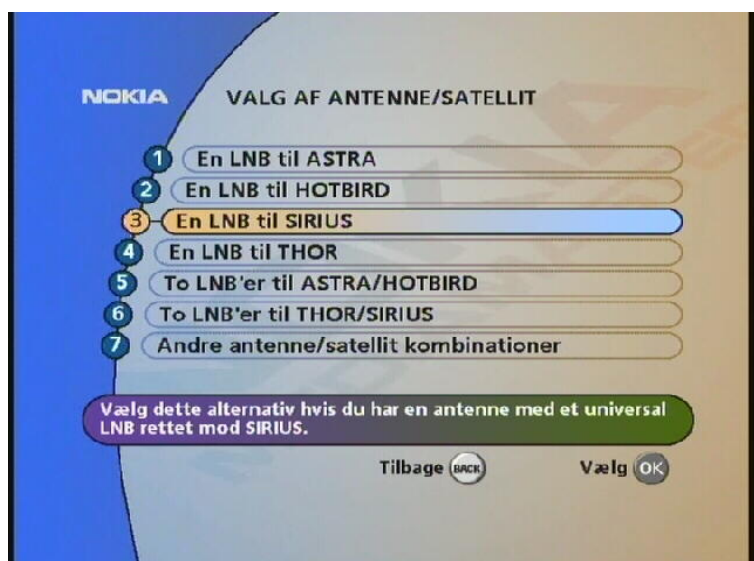 NOKIA VALG AF ANTENNE/SATELLIT
1 En LNB til ASTRA
2 En LNB til HOTBIRD
3 En LNB til SIRIUS
4 En LNB til THOR
5 To LNB'er til ASTRA/HOTBIRD
6 To LNB'er til THOR/SIRIUS
7 Andre antenne/satellit kombinationer
Vælg dette alternativ hvis du har en antenne med et universal
LNB rettet mod SIRIUS.
Tilbage BACK Vælg OK